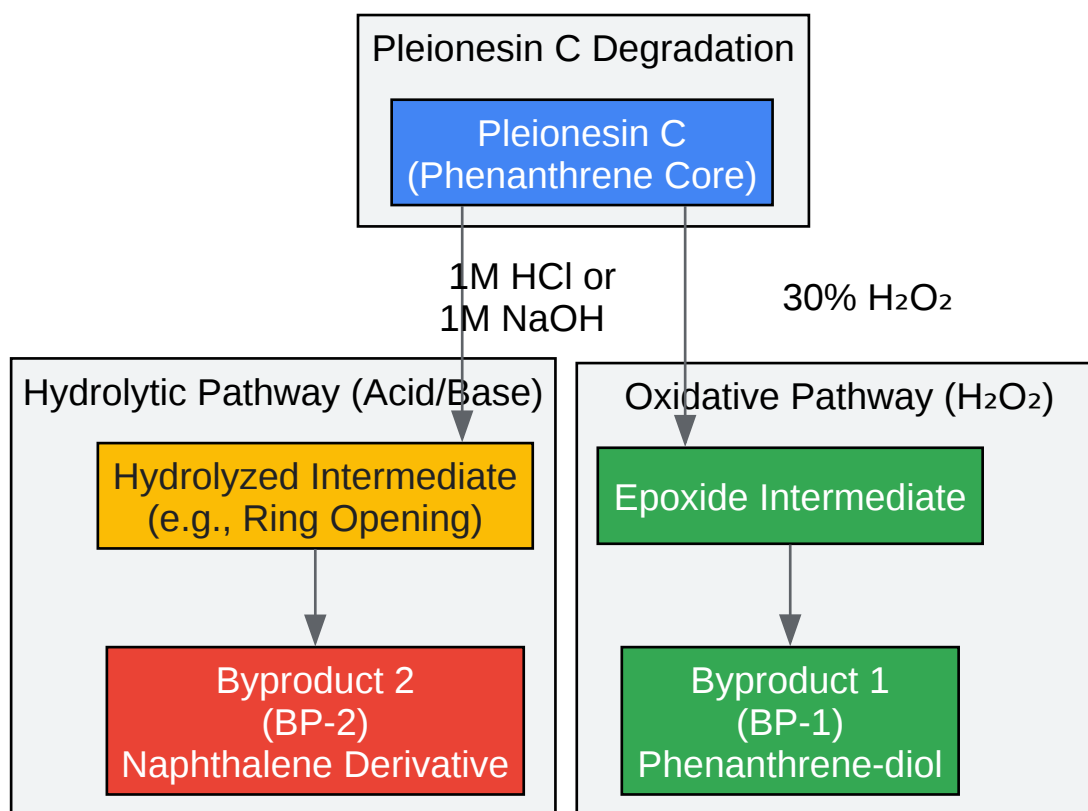 Pleionesin C Degradation
Pleionesin C
(Phenanthrene Core)
1M HCl or
1M NaOH
30% H₂O₂
Hydrolytic Pathway (Acid/Base)
Hydrolyzed Intermediate
(e.g., Ring Opening)
Byproduct 2
(BP-2)
Naphthalene Derivative
Oxidative Pathway (H₂O₂)
Epoxide Intermediate
Byproduct 1
(BP-1)
Phenanthrene-diol